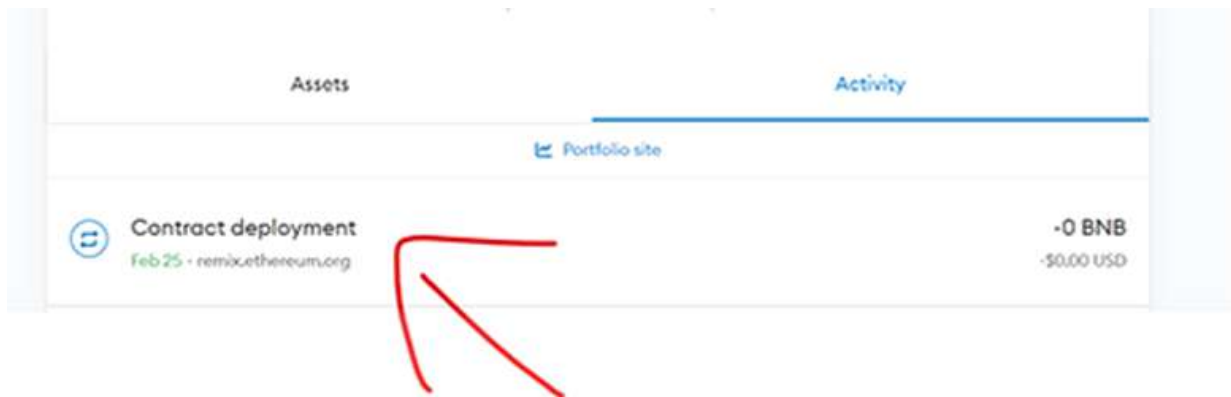 Assets
Activity
Portfolio site
Contract deployment
-0 BNB
Feb 25 · remix.ethereum.org
-$0.00 USD